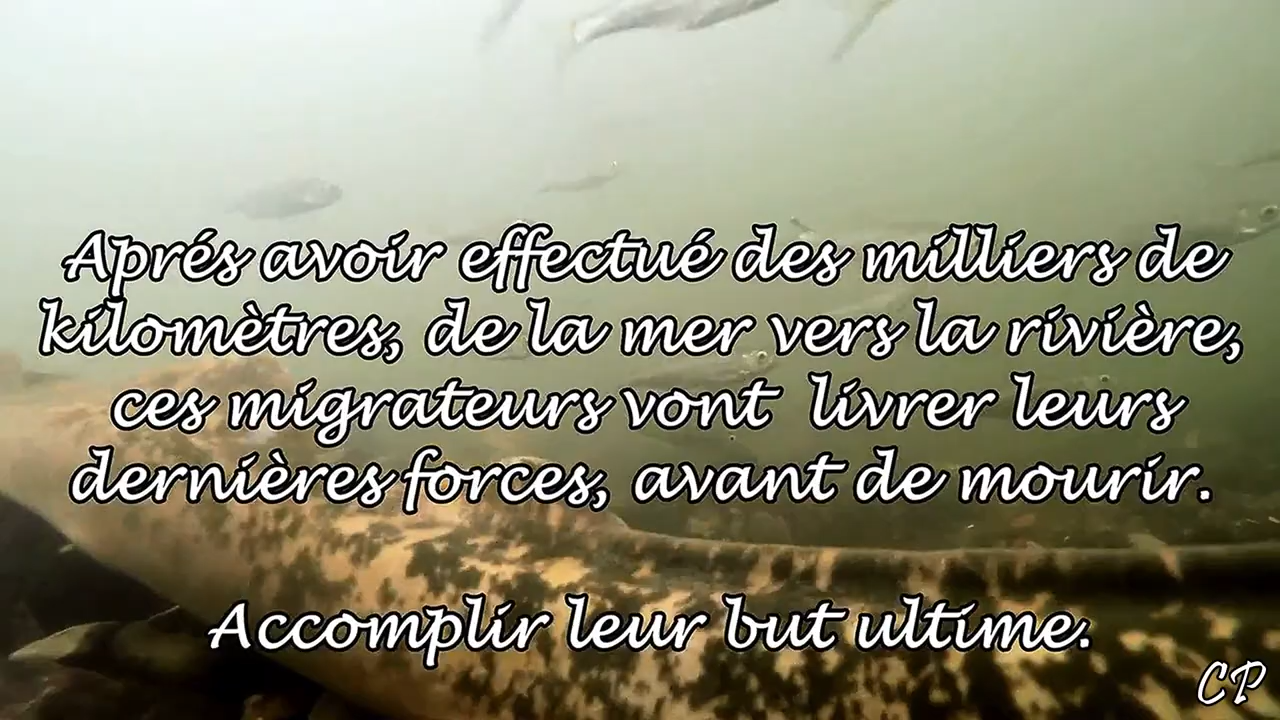 Aprés avoir effectué des milliers de
kilomètres, de la mer vers la rivière,
ces migrateurs vont livrer leurs
dernières forces, avant de mourir.
Accomplir leur but ultime.
CP